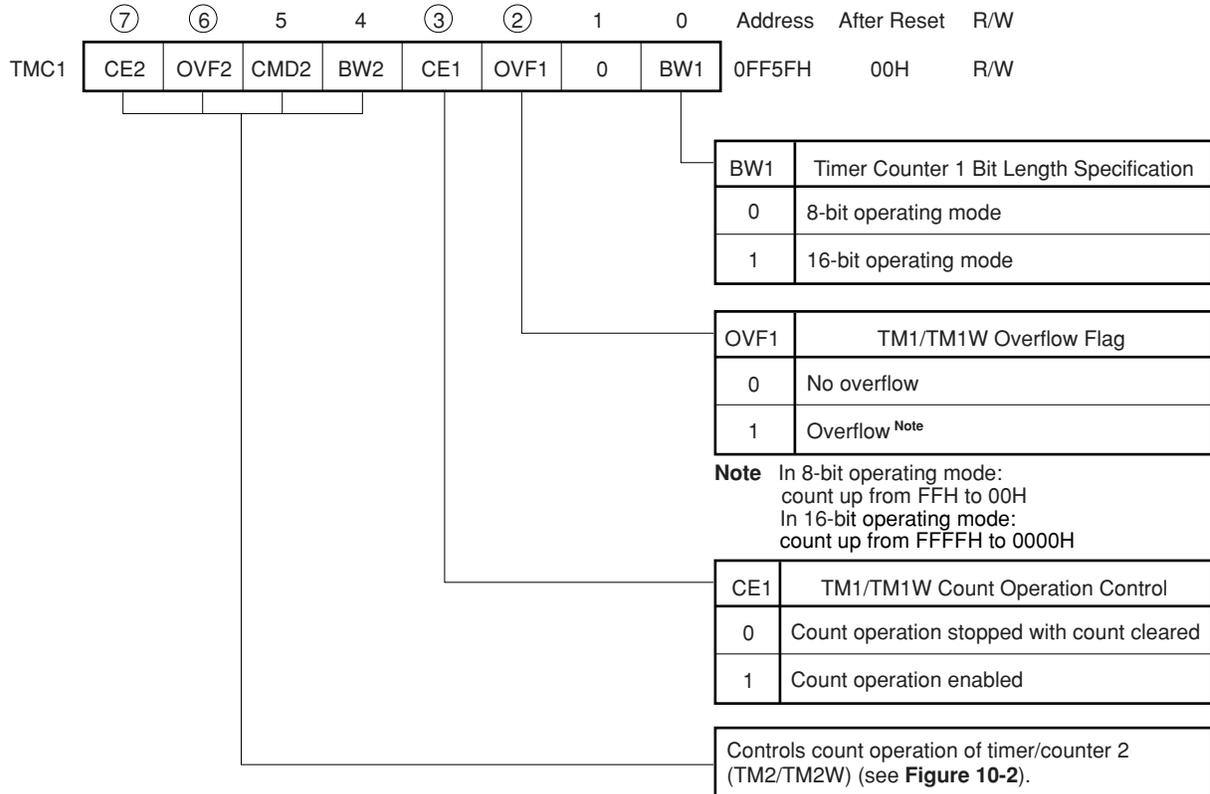 7 6 5 4 3 2 1 0 Address After Reset R/W
TMC1 CE2 OVF2 CMD2 BW2 CE1 OVF1 0 BW1 0FF5FH 00H R/W
BW1 Timer Counter 1 Bit Length Specification
0 8-bit operating mode
1 16-bit operating mode
OVF1 TM1/TM1W Overflow Flag
0 No overflow
1 Overflow Note
Note In 8-bit operating mode:
count up from FFH to 00H
In 16-bit operating mode:
count up from FFFFH to 0000H
CE1 TM1/TM1W Count Operation Control
0 Count operation stopped with count cleared
1 Count operation enabled
Controls count operation of timer/counter 2
(TM2/TM2W) (see Figure 10-2).